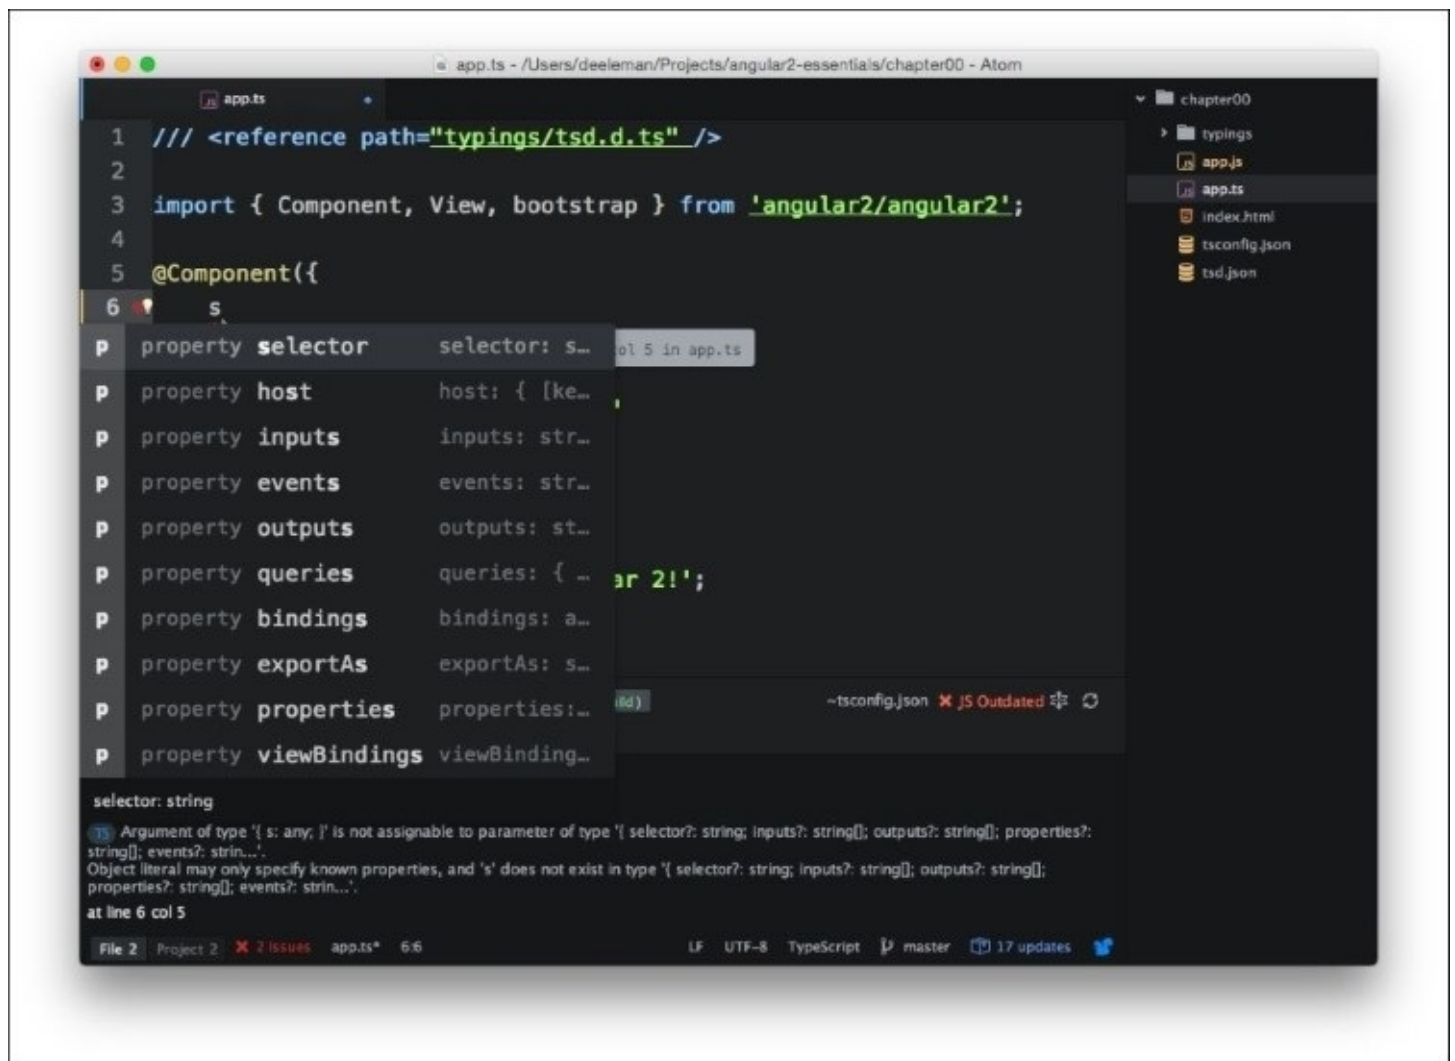 app.ts - /Users/deeleman/Projects/angular2-essentials/chapter00 - Atom
app.ts
1 /// <reference path="typings/tsd.d.ts" />
2
3 import { Component, View, bootstrap } from 'angular2/angular2';
4
5 @Component({
6 s
p property selector selector: s…
ol 5 in app.ts
p property host host: { [ke…
'
p property inputs inputs: str…
p property events events: str…
p property outputs outputs: st…
p property queries queries: { …
ar 2!';
p property bindings bindings: a…
p property exportAs exportAs: s…
p property properties properties:…
ild)
~tsconfig.json JS Outdated
p property viewBindings viewBinding…
selector: string
TS Argument of type '{ s: any; }' is not assignable to parameter of type '{ selector?: string; inputs?: string[]; outputs?: string[]; properties?:
string[]; events?: strin...'.
Object literal may only specify known properties, and 's' does not exist in type '{ selector?: string; inputs?: string[]; outputs?: string[];
properties?: string[]; events?: strin...'.
at line 6 col 5
File 2 Project 2 2 issues app.ts* 6:6 LF UTF-8 TypeScript master 17 updates
chapter00
typings
app.js
app.ts
index.html
tsconfig.json
tsd.json